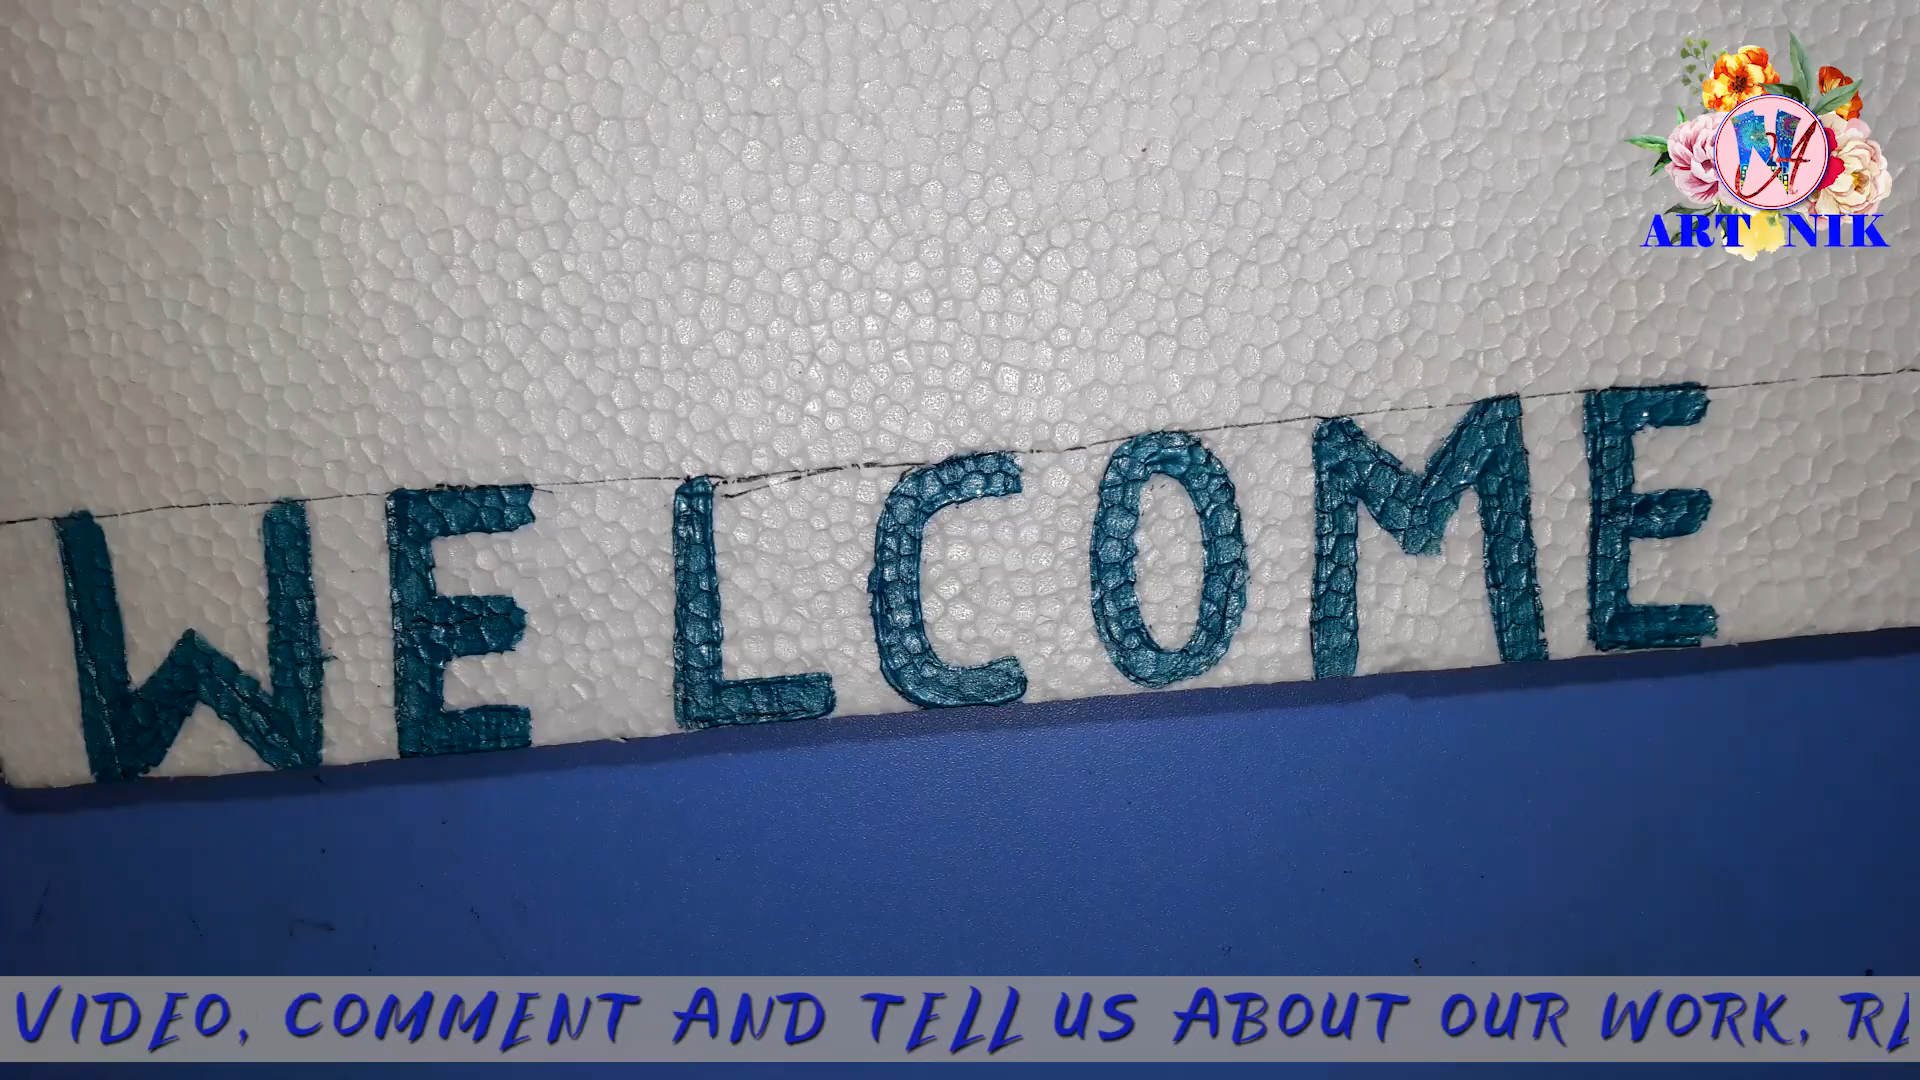 ART NIK
WELCOME
VIDEO, COMMENT AND TELL US ABOUT OUR WORK,